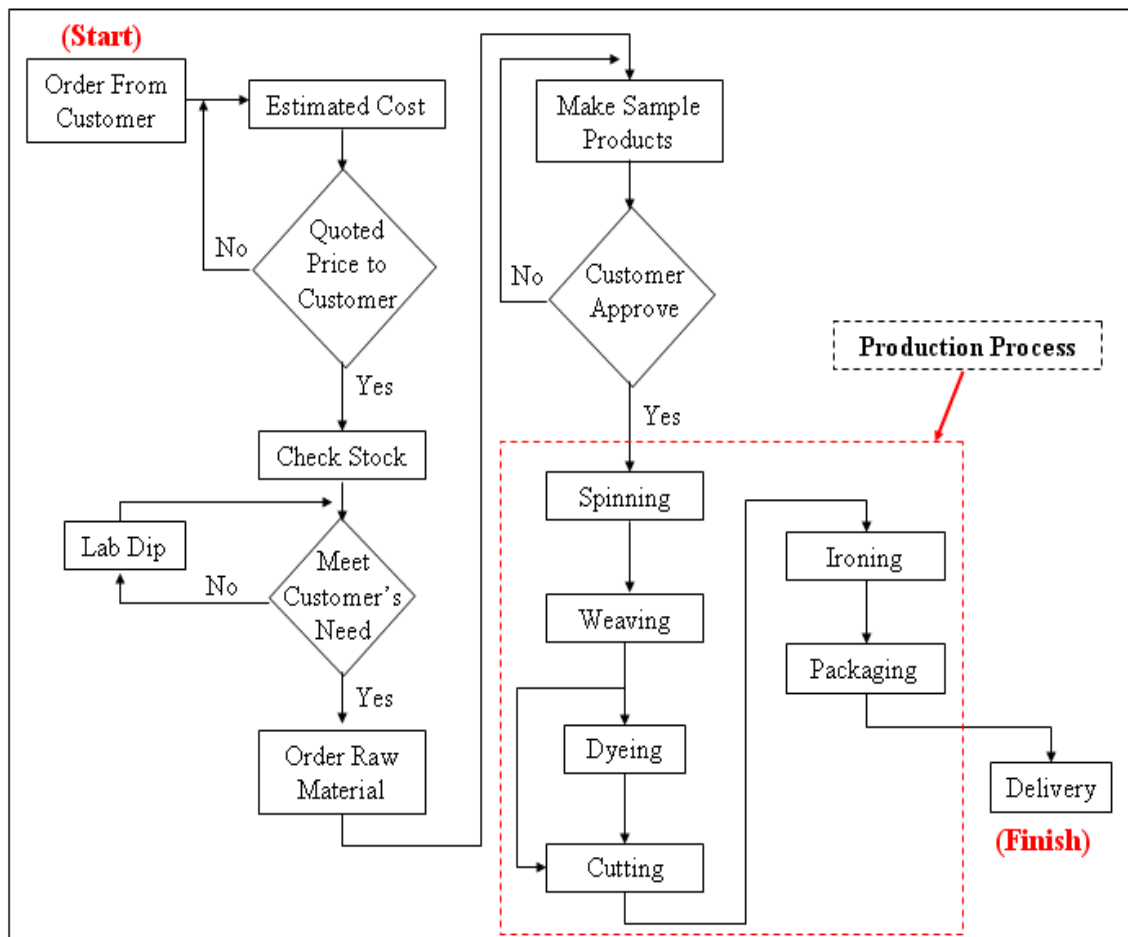 (Start)
Order From
Customer
Estimated Cost
No
Quoted
Price to
Customer
Yes
Check Stock
Lab Dip
No
Meet
Customer's
Need
Yes
Order Raw
Material
Make Sample
Products
No
Customer
Approve
Yes
Production Process
Spinning
Weaving
Dyeing
Cutting
Ironing
Packaging
Delivery
(Finish)